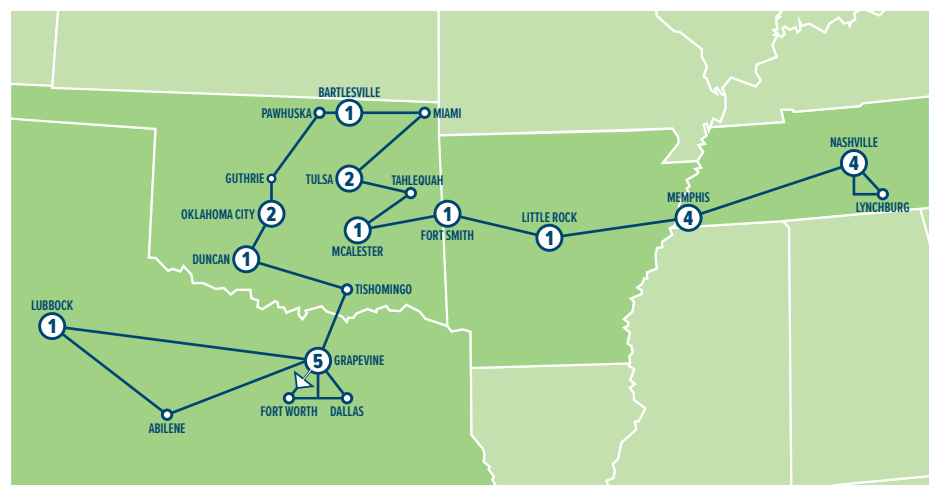 BARTLESVILLE
PAWHUSKA
1
MIAMI
NASHVILLE
4
GUTHRIE
TULSA
2
TAHLEQUAH
LYNCHBURG
OKLAHOMA CITY
2
1
FORT SMITH
MEMPHIS
4
LITTLE ROCK
1
1
MCALESTER
DUNCAN
1
TISHOMINGO
LUBBOCK
1
5
GRAPEVINE
FORT WORTH
DALLAS
ABILENE